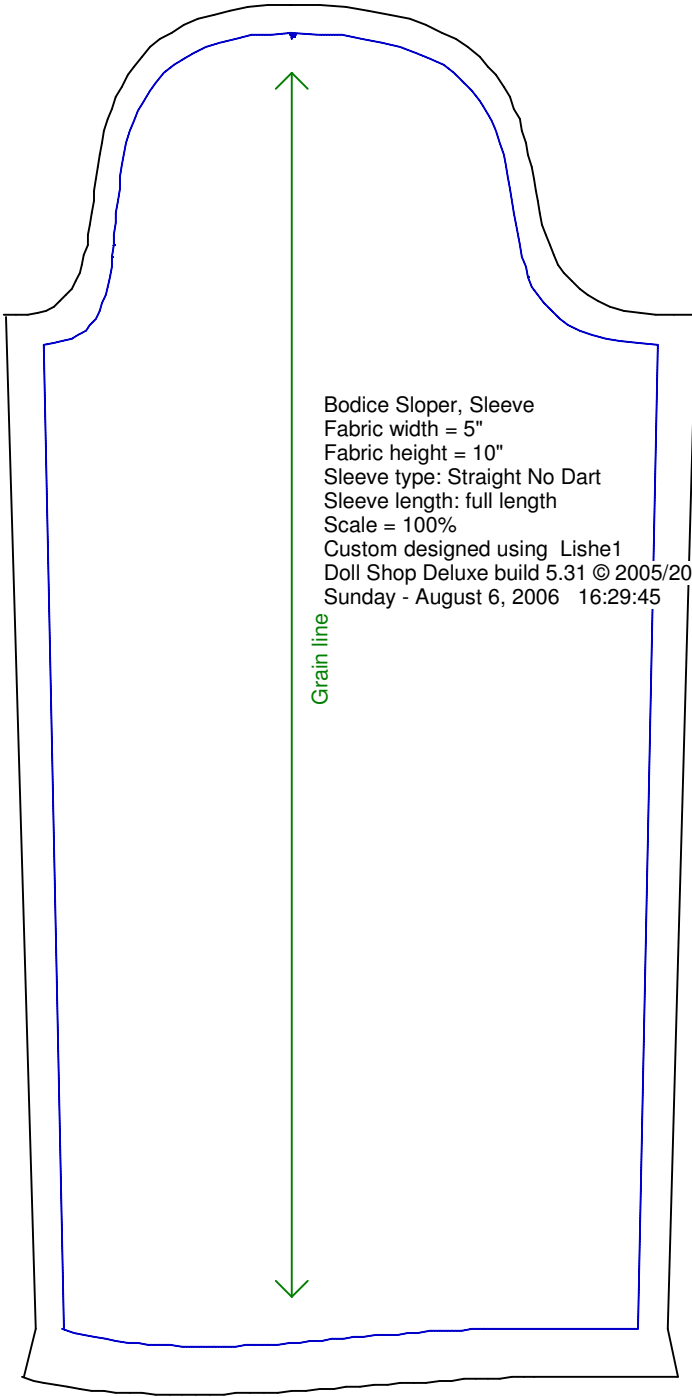 Bodice Sloper, Sleeve
Fabric width = 5"
Fabric height = 10"
Sleeve type: Straight No Dart
Sleeve length: full length
Scale = 100%
Custom designed using  Lishe1
Doll Shop Deluxe build 5.31 © 2005/20
Sunday - August 6, 2006   16:29:45
Grain line